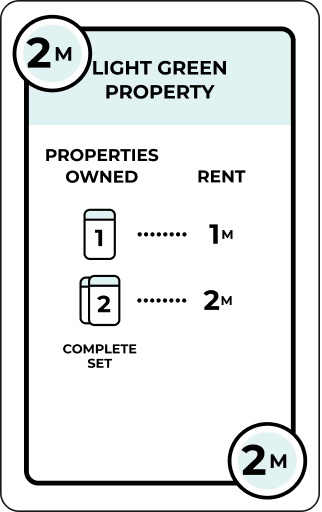 2M
LIGHT GREEN
PROPERTY
PROPERTIES
OWNED
RENT
1 ········ 1M
2 ········ 2M
COMPLETE
SET
2M